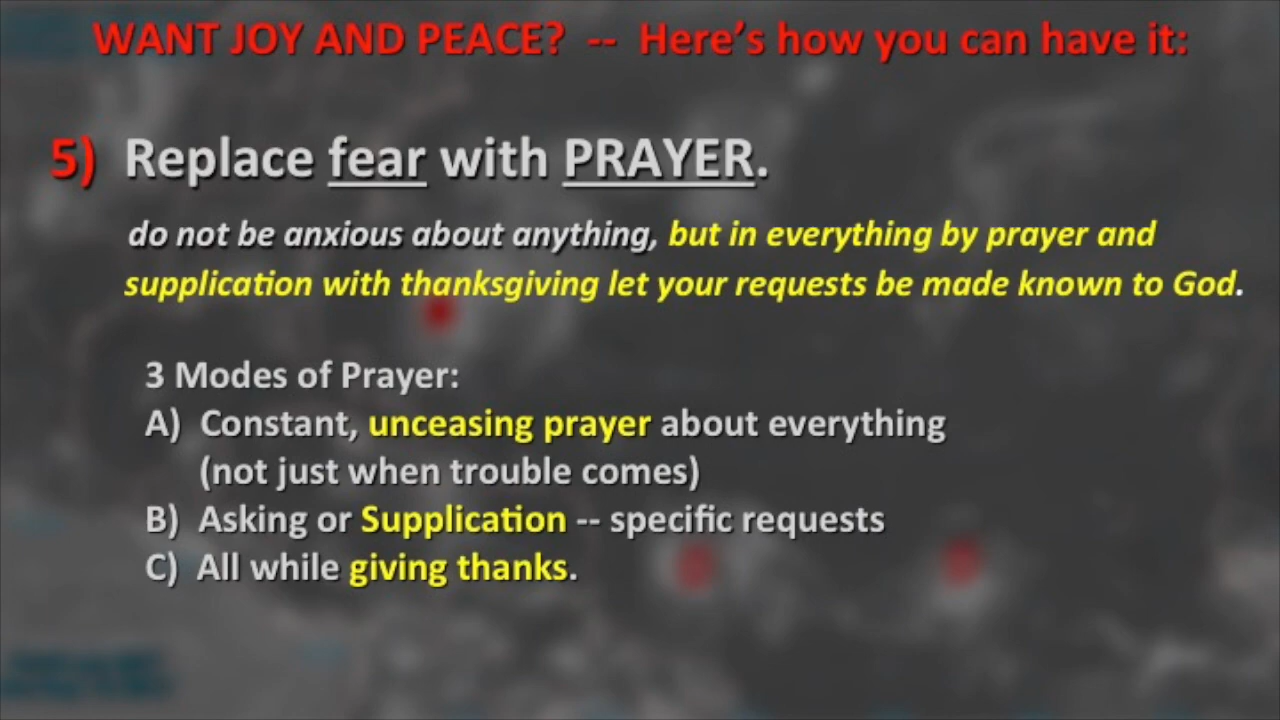 WANT JOY AND PEACE? -- Here’s how you can have it:
5) Replace fear with PRAYER.
do not be anxious about anything, but in everything by prayer and
supplication with thanksgiving let your requests be made known to God.
3 Modes of Prayer:
A) Constant, unceasing prayer about everything
(not just when trouble comes)
B) Asking or Supplication -- specific requests
C) All while giving thanks.